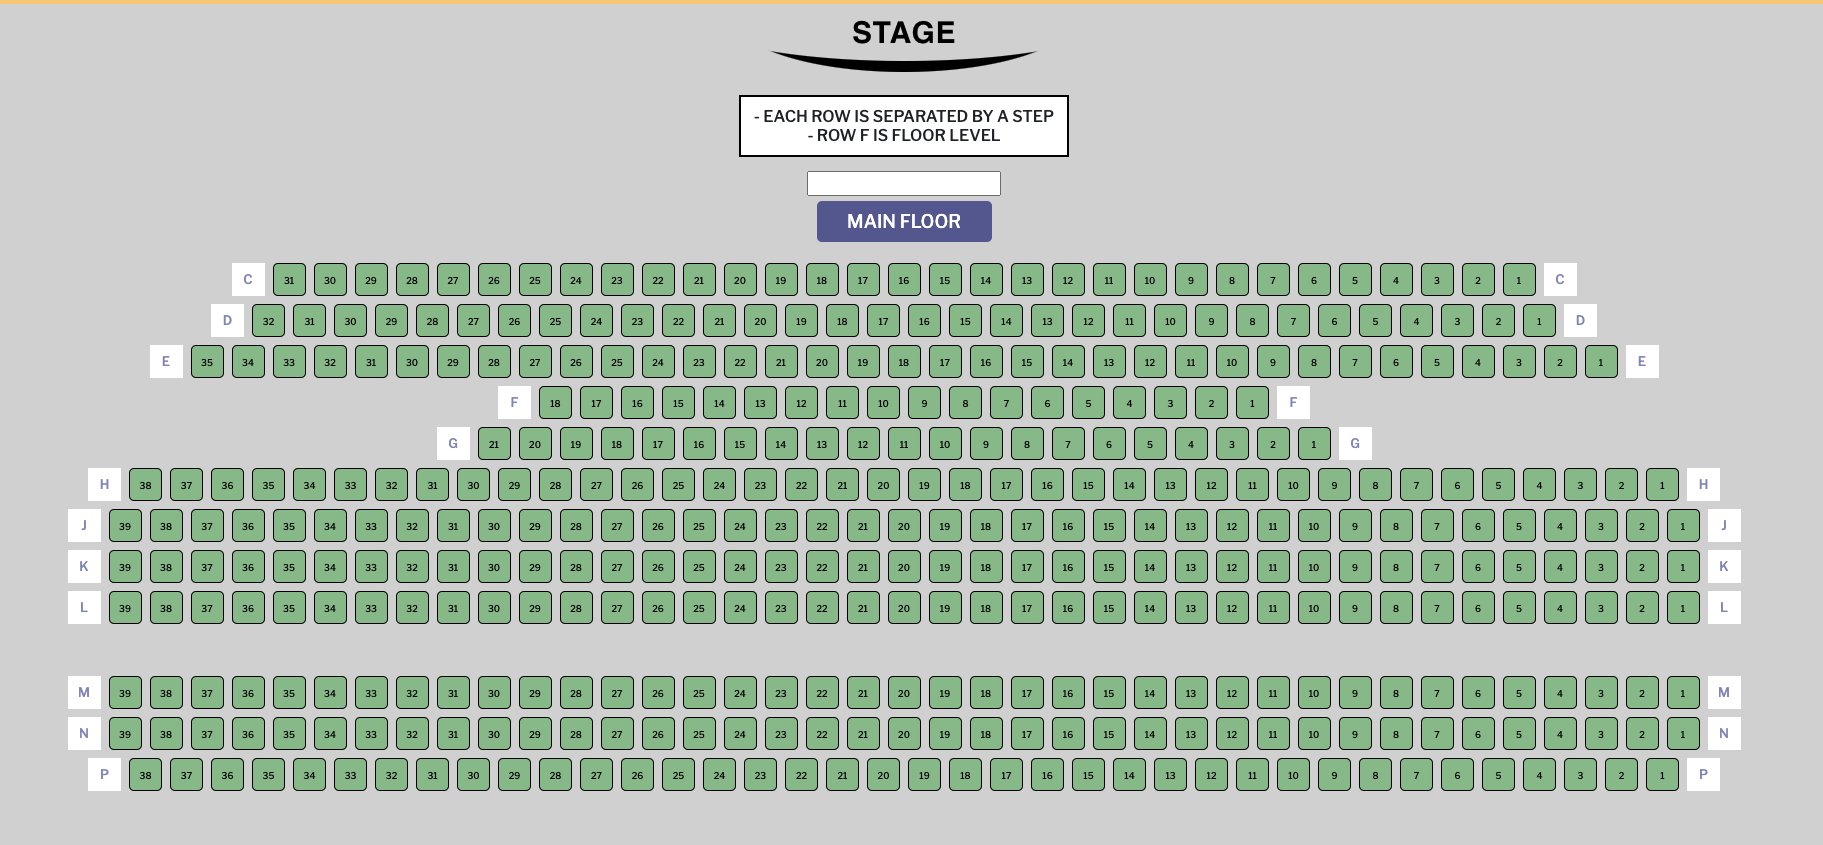 STAGE
- EACH ROW IS SEPARATED BY A STEP
- ROW F IS FLOOR LEVEL
MAIN FLOOR
C 31 30 29 28 27 26 25 24 23 22 21 20 19 18 17 16 15 14 13 12 11 10 9 8 7 6 5 4 3 2 1 C
D 32 31 30 29 28 27 26 25 24 23 22 21 20 19 18 17 16 15 14 13 12 11 10 9 8 7 6 5 4 3 2 1 D
E 35 34 33 32 31 30 29 28 27 26 25 24 23 22 21 20 19 18 17 16 15 14 13 12 11 10 9 8 7 6 5 4 3 2 1 E
F 18 17 16 15 14 13 12 11 10 9 8 7 6 5 4 3 2 1 F
G 21 20 19 18 17 16 15 14 13 12 11 10 9 8 7 6 5 4 3 2 1 G
H 38 37 36 35 34 33 32 31 30 29 28 27 26 25 24 23 22 21 20 19 18 17 16 15 14 13 12 11 10 9 8 7 6 5 4 3 2 1 H
J 39 38 37 36 35 34 33 32 31 30 29 28 27 26 25 24 23 22 21 20 19 18 17 16 15 14 13 12 11 10 9 8 7 6 5 4 3 2 1 J
K 39 38 37 36 35 34 33 32 31 30 29 28 27 26 25 24 23 22 21 20 19 18 17 16 15 14 13 12 11 10 9 8 7 6 5 4 3 2 1 K
L 39 38 37 36 35 34 33 32 31 30 29 28 27 26 25 24 23 22 21 20 19 18 17 16 15 14 13 12 11 10 9 8 7 6 5 4 3 2 1 L
M 39 38 37 36 35 34 33 32 31 30 29 28 27 26 25 24 23 22 21 20 19 18 17 16 15 14 13 12 11 10 9 8 7 6 5 4 3 2 1 M
N 39 38 37 36 35 34 33 32 31 30 29 28 27 26 25 24 23 22 21 20 19 18 17 16 15 14 13 12 11 10 9 8 7 6 5 4 3 2 1 N
P 38 37 36 35 34 33 32 31 30 29 28 27 26 25 24 23 22 21 20 19 18 17 16 15 14 13 12 11 10 9 8 7 6 5 4 3 2 1 P